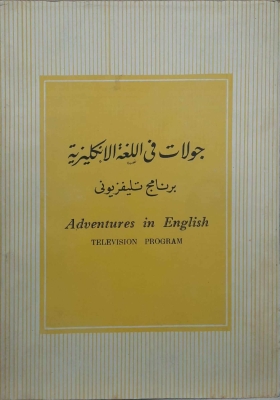 جولات في اللغة الانكليزية
برنامج تليفزيوني
Adventures in English
TELEVISION PROGRAM